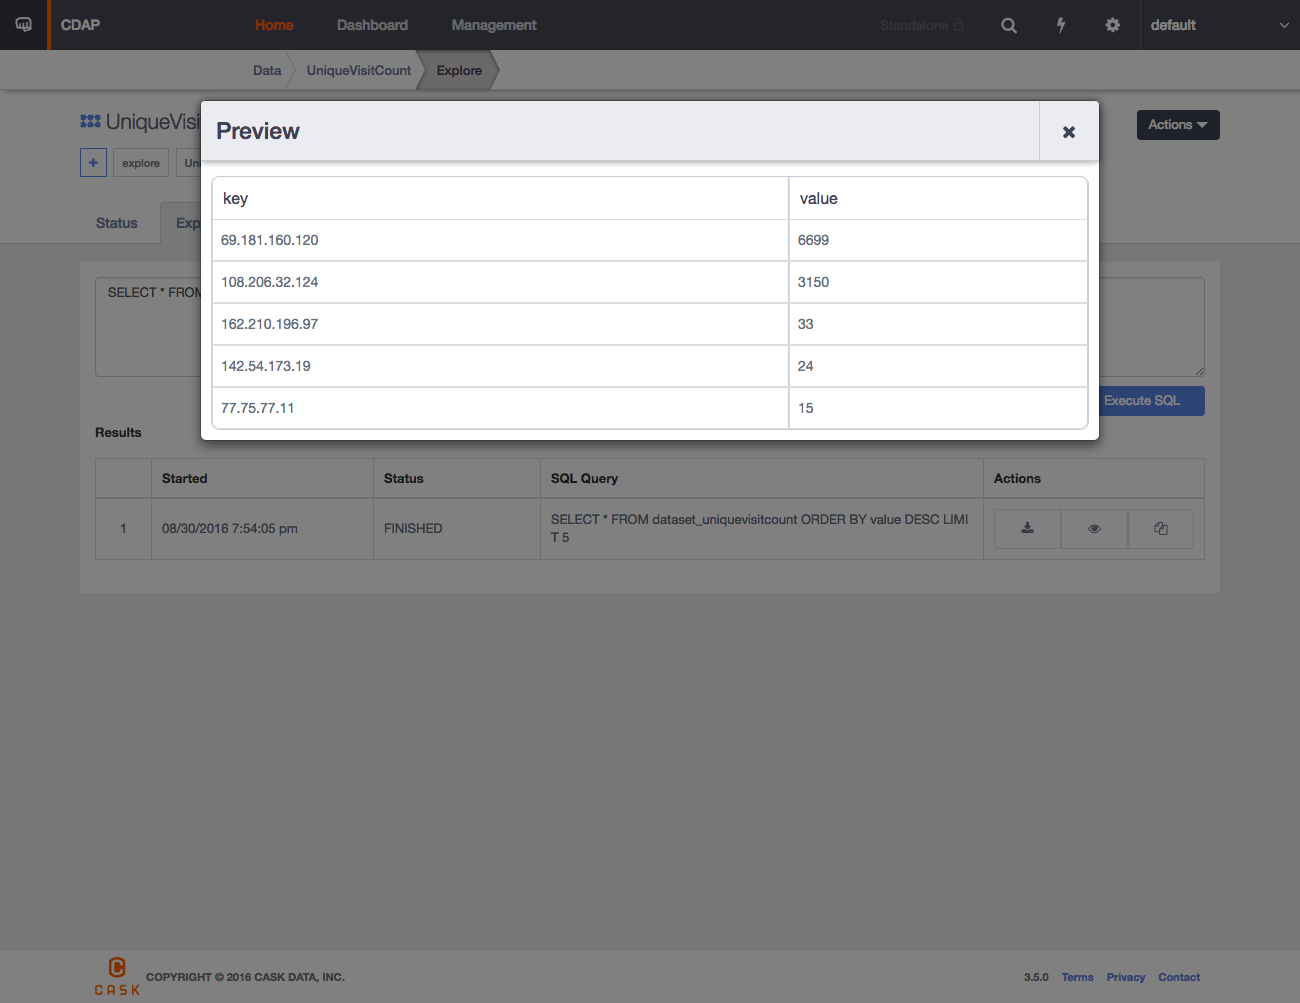 CDAP Home Dashboard Management Standalone default
Data UniqueVisitCount Explore
UniqueVisi
Actions
+ explore Uni
Status Exp
Preview
key value
69.181.160.120 6699
108.206.32.124 3150
162.210.196.97 33
142.54.173.19 24
77.75.77.11 15
SELECT * FROM
Execute SQL
Results
Started Status SQL Query Actions
1 08/30/2016 7:54:05 pm FINISHED SELECT * FROM dataset_uniquevisitcount ORDER BY value DESC LIMI
T 5
CASK
COPYRIGHT © 2016 CASK DATA, INC.
3.5.0 Terms Privacy Contact